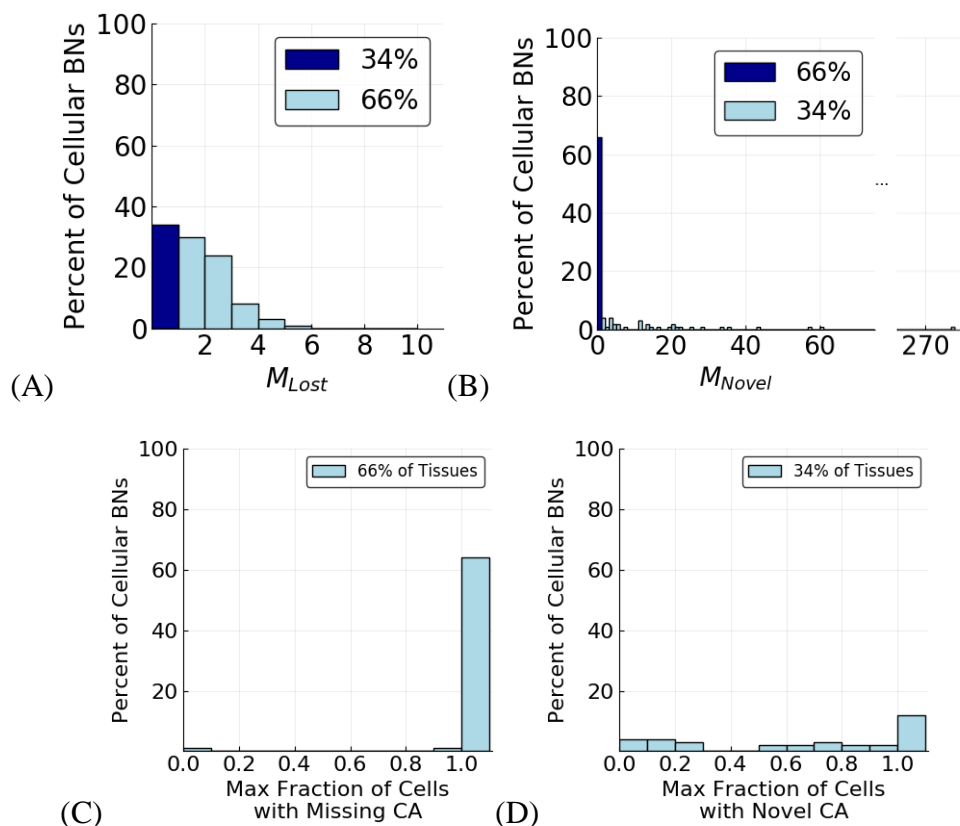 100
80
60
40
20
0
Percent of Cellular BNs
34%
66%
2 4 6 8 10
M_Lost
(A)
100
80
60
40
20
0
Percent of Cellular BNs
66%
34%
...
0 20 40 60 270
M_Novel
(B)
100
80
60
40
20
Percent of Cellular BNs
66% of Tissues
0.0 0.2 0.4 0.6 0.8 1.0
Max Fraction of Cells
with Missing CA
(C)
100
80
60
40
20
Percent of Cellular BNs
34% of Tissues
0.0 0.2 0.4 0.6 0.8 1.0
Max Fraction of Cells
with Novel CA
(D)